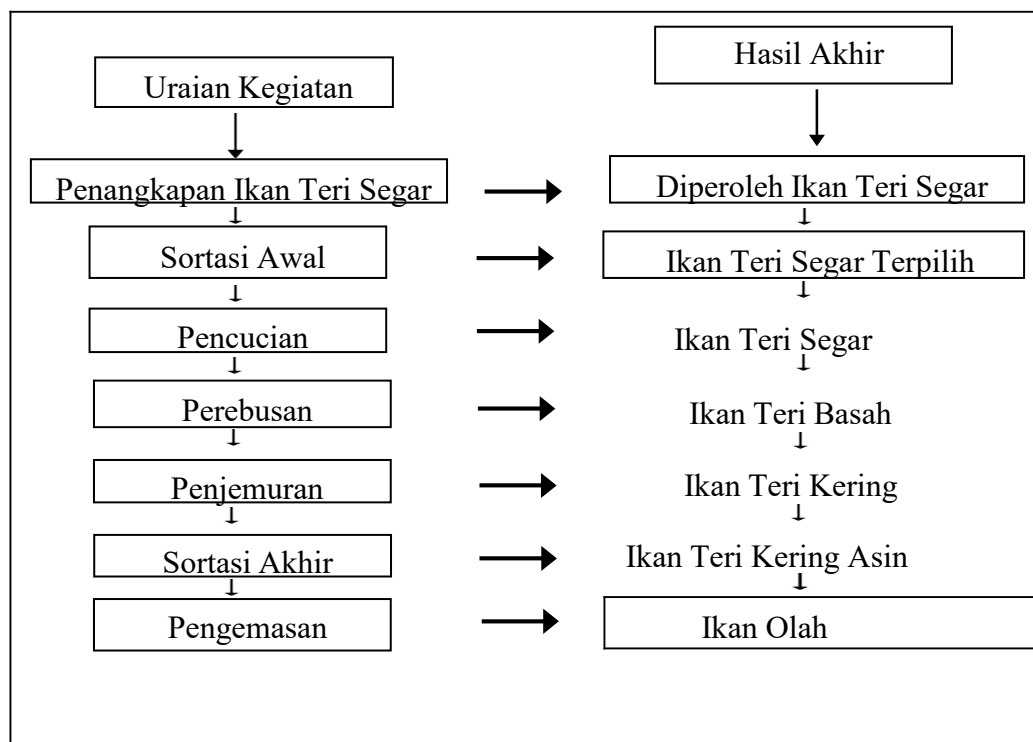 Uraian Kegiatan
Hasil Akhir
Penangkapan Ikan Teri Segar
Diperoleh Ikan Teri Segar
Sortasi Awal
Ikan Teri Segar Terpilih
Pencucian
Ikan Teri Segar
Perebusan
Ikan Teri Basah
Penjemuran
Ikan Teri Kering
Sortasi Akhir
Ikan Teri Kering Asin
Pengemasan
Ikan Olah